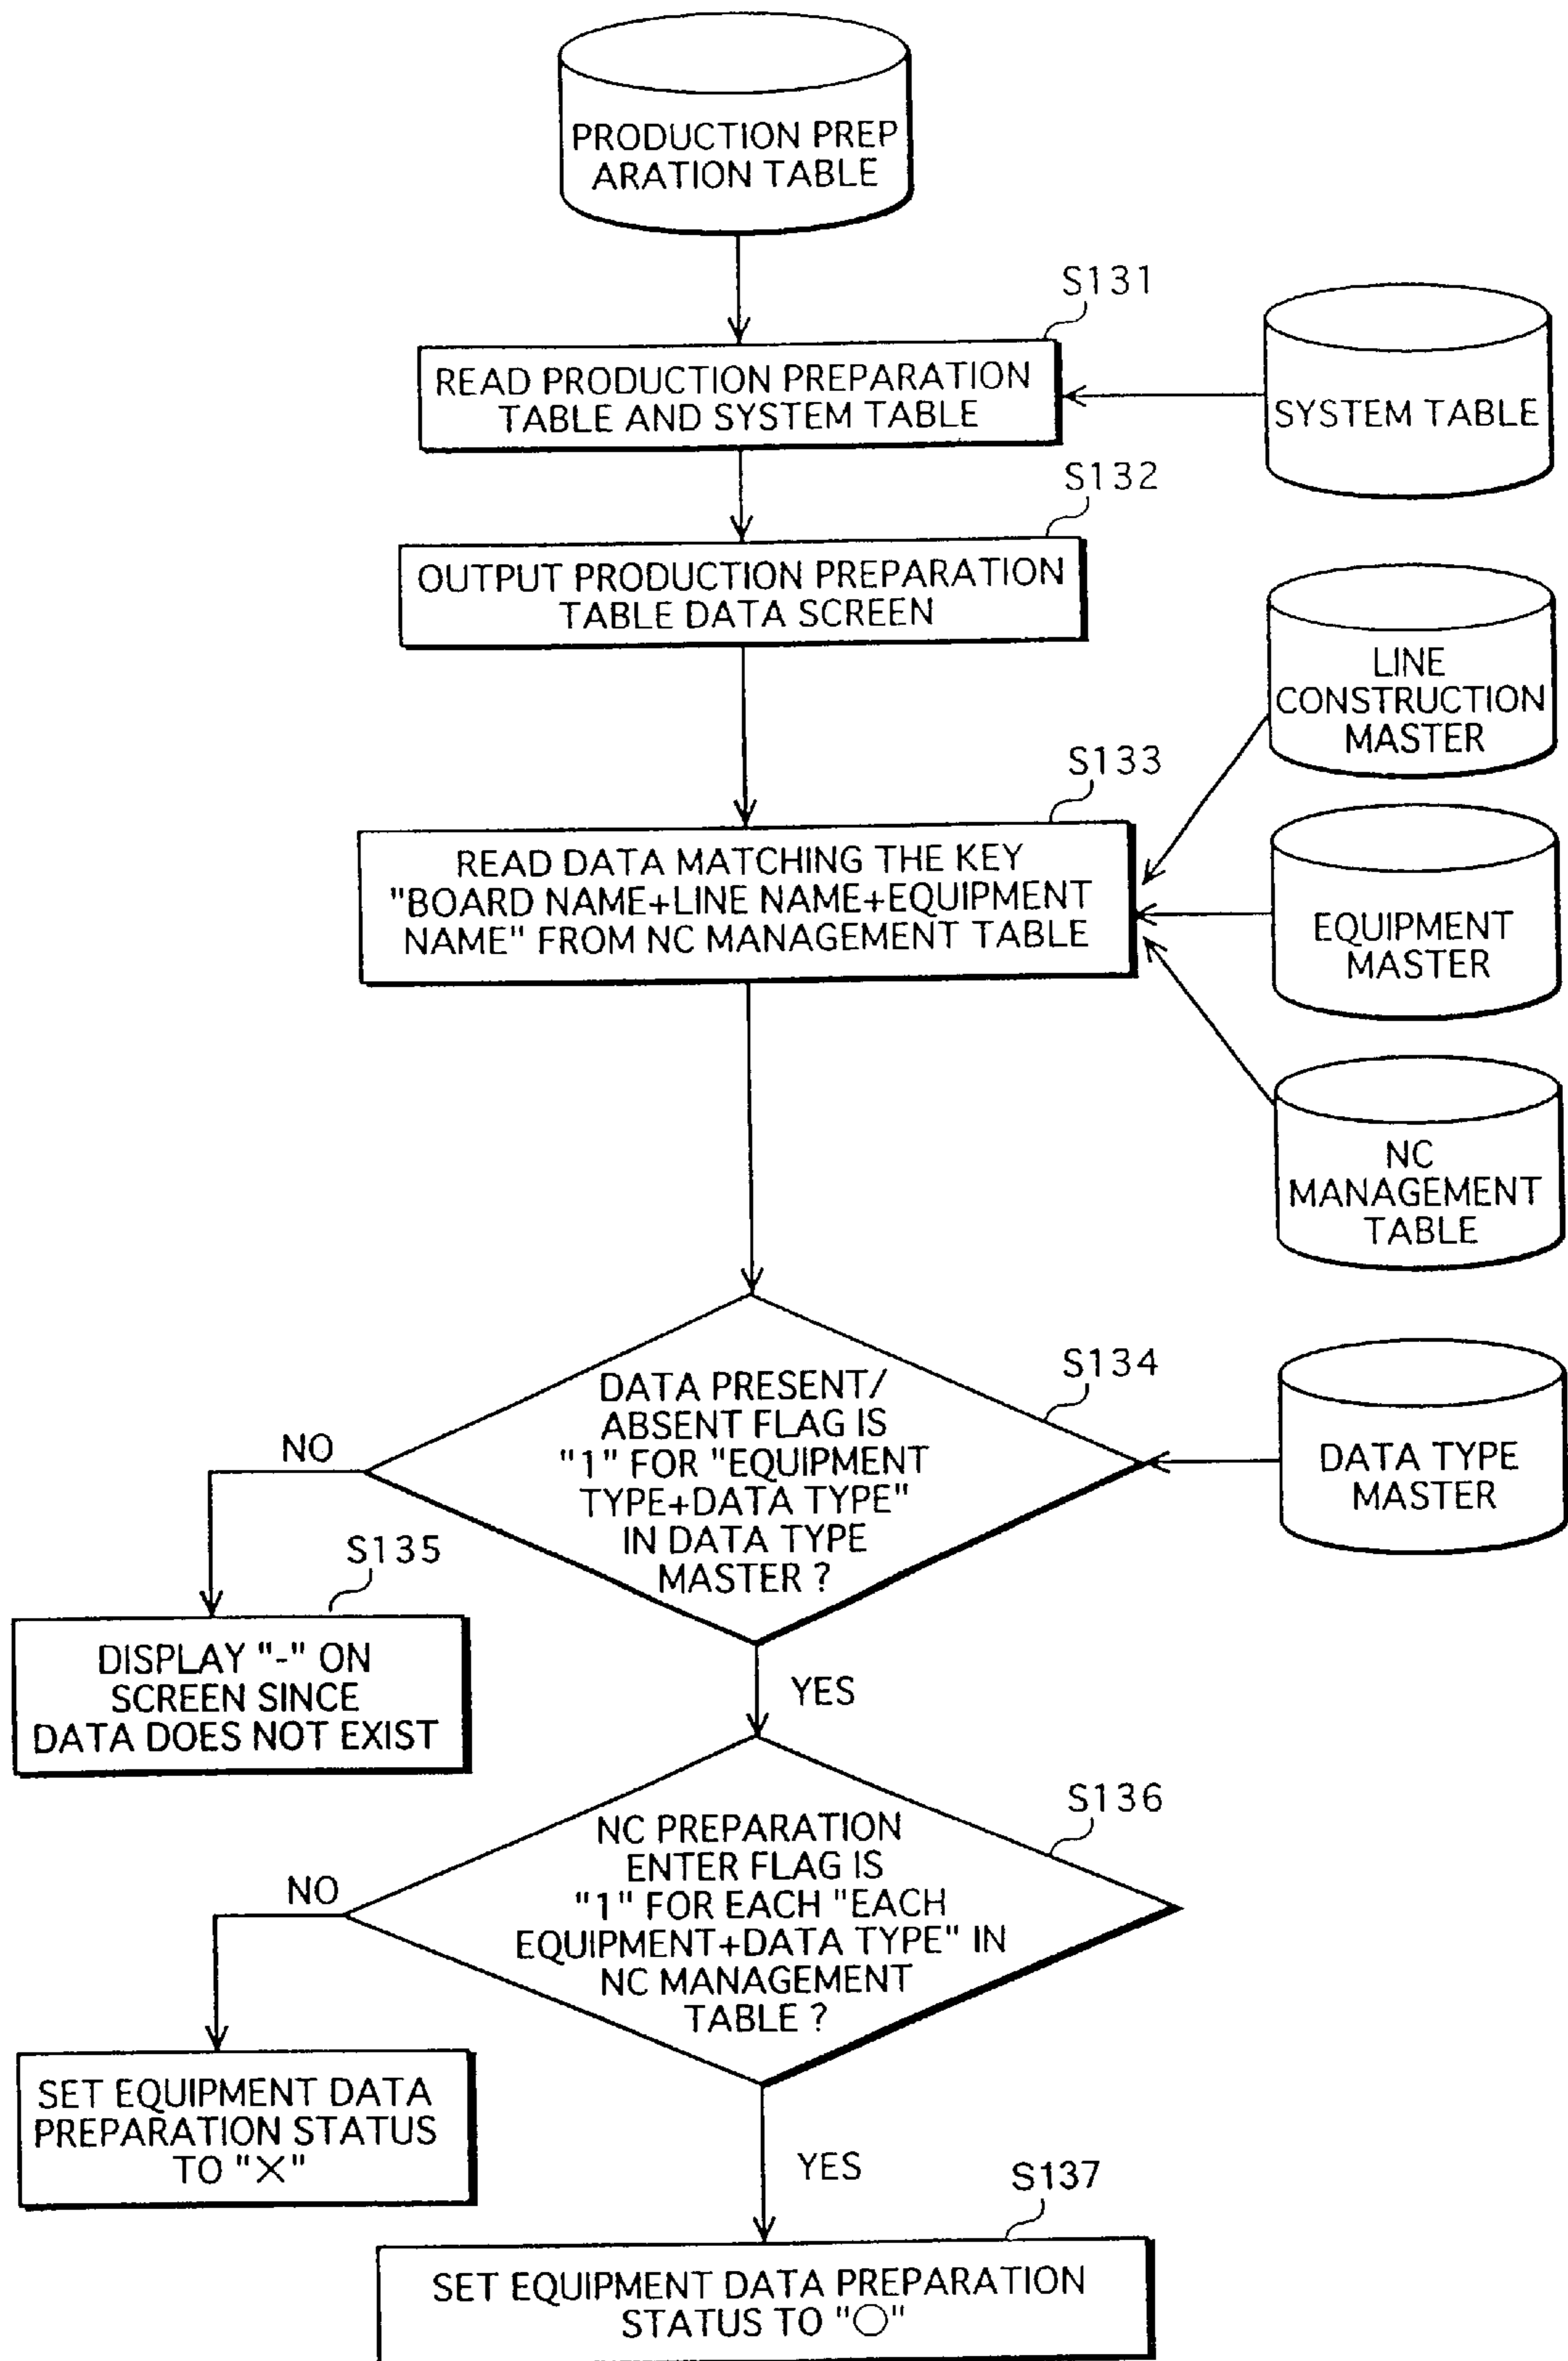 PRODUCTION PREP
ARATION TABLE
S131
READ PRODUCTION PREPARATION
TABLE AND SYSTEM TABLE
SYSTEM TABLE
S132
OUTPUT PRODUCTION PREPARATION
TABLE DATA SCREEN
LINE
CONSTRUCTION
MASTER
S133
READ DATA MATCHING THE KEY
"BOARD NAME+LINE NAME+EQUIPMENT
NAME" FROM NC MANAGEMENT TABLE
EQUIPMENT
MASTER
NC
MANAGEMENT
TABLE
S134
DATA PRESENT/
ABSENT FLAG IS
"1" FOR "EQUIPMENT
TYPE+DATA TYPE"
IN DATA TYPE
MASTER ?
DATA TYPE
MASTER
NO
S135
DISPLAY "-" ON
SCREEN SINCE
DATA DOES NOT EXIST
YES
S136
NC PREPARATION
ENTER FLAG IS
"1" FOR EACH "EACH
EQUIPMENT+DATA TYPE" IN
NC MANAGEMENT
TABLE ?
NO
SET EQUIPMENT DATA
PREPARATION STATUS
TO "×"
YES
S137
SET EQUIPMENT DATA PREPARATION
STATUS TO "○"